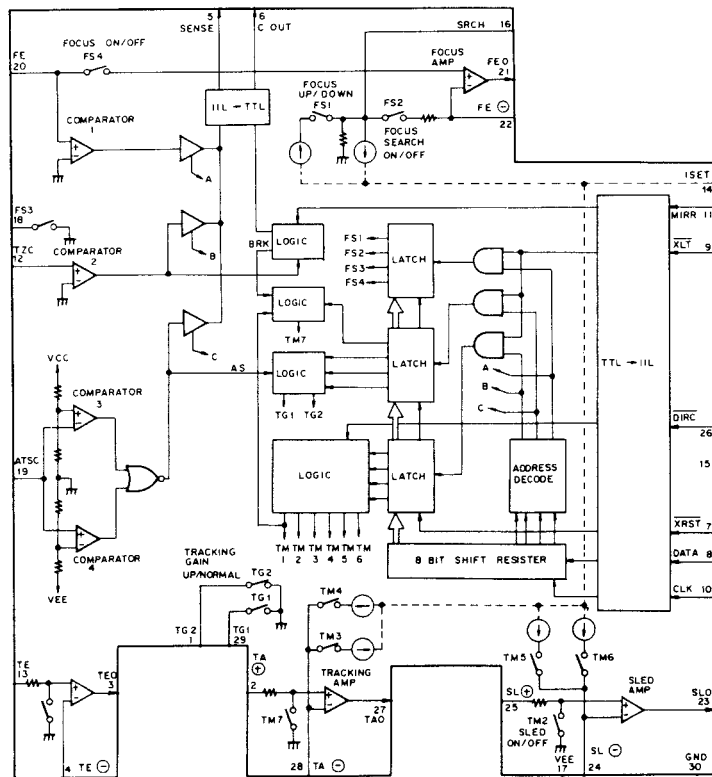 5
SENSE
6
C OUT
SRCH 16
FOCUS ON/OFF
FS4
FE
20
FOCUS
AMP
FEO
21
FOCUS
UP/DOWN
FS1
FS2
FE ⊖
22
IIL → TTL
COMPARATOR
1
FOCUS
SEARCH
ON/OFF
A
ISET
14
MIRR 11
FS3
18
FS1
FS2
FS3
FS4
LATCH
XLT 9
TZC
12
COMPARATOR
2
B
BRK
LOGIC
LOGIC
TM7
C
AS
LOGIC
LATCH
TG1 TG2
A
B
C
TTL → IIL
VCC
COMPARATOR
3
ATSC
19
DIRC
26
15
LOGIC
LATCH
ADDRESS
DECODE
COMPARATOR
4
VEE
TM 1
TM 2
TM 3
TM 4
TM 5
TM 6
8 BIT SHIFT RESISTER
XRST 7
DATA 8
CLK 10
TRACKING
GAIN
UP/NORMAL
TG2
TG1
TM4
TM3
TM5
TM6
TG2
1
TG1
29
TE
13
TEO
3
TA
⊕
2
TRACKING
AMP
TM7
27
TAO
SL ⊕
25
SLED
AMP
SLO
23
TM2
SLED
ON/OFF
4 TE ⊖
28 TA ⊖
VEE
17
SL ⊖
24
GND
30